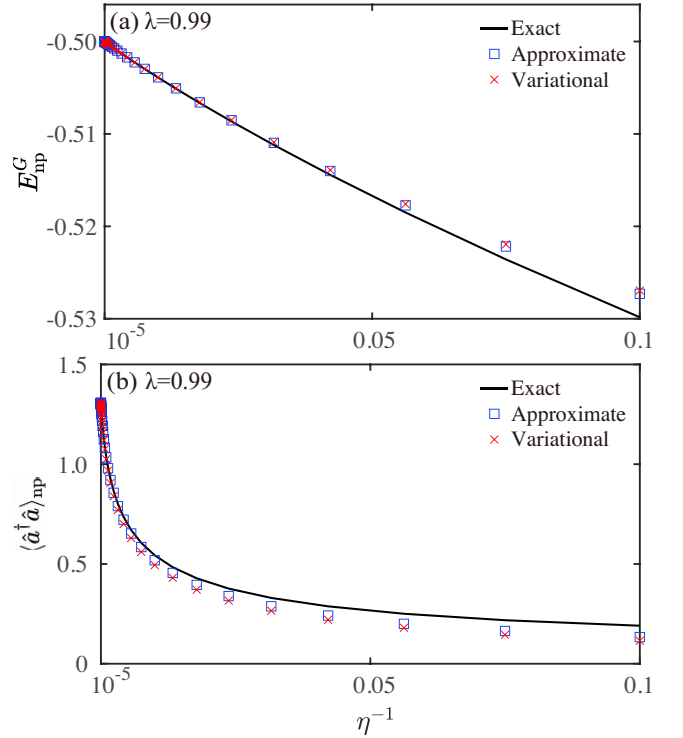 (a) λ=0.99
Exact
Approximate
Variational
-0.50
-0.51
-0.52
-0.53
E_np^G
10^-5
0.05
0.1
(b) λ=0.99
Exact
Approximate
Variational
1.5
1.0
0.5
0
⟨â†â⟩_np
10^-5
0.05
0.1
η^-1